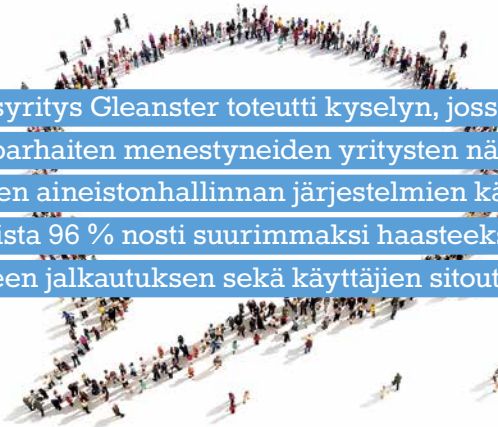 syritys Gleanster toteutti kyselyn, joss
parhaiten menestyneiden yritysten nä
en aineistonhallinnan järjestelmien kä
ista 96 % nosti suurimmaksi haasteeks
een jalkautuksen sekä käyttäjien sitout